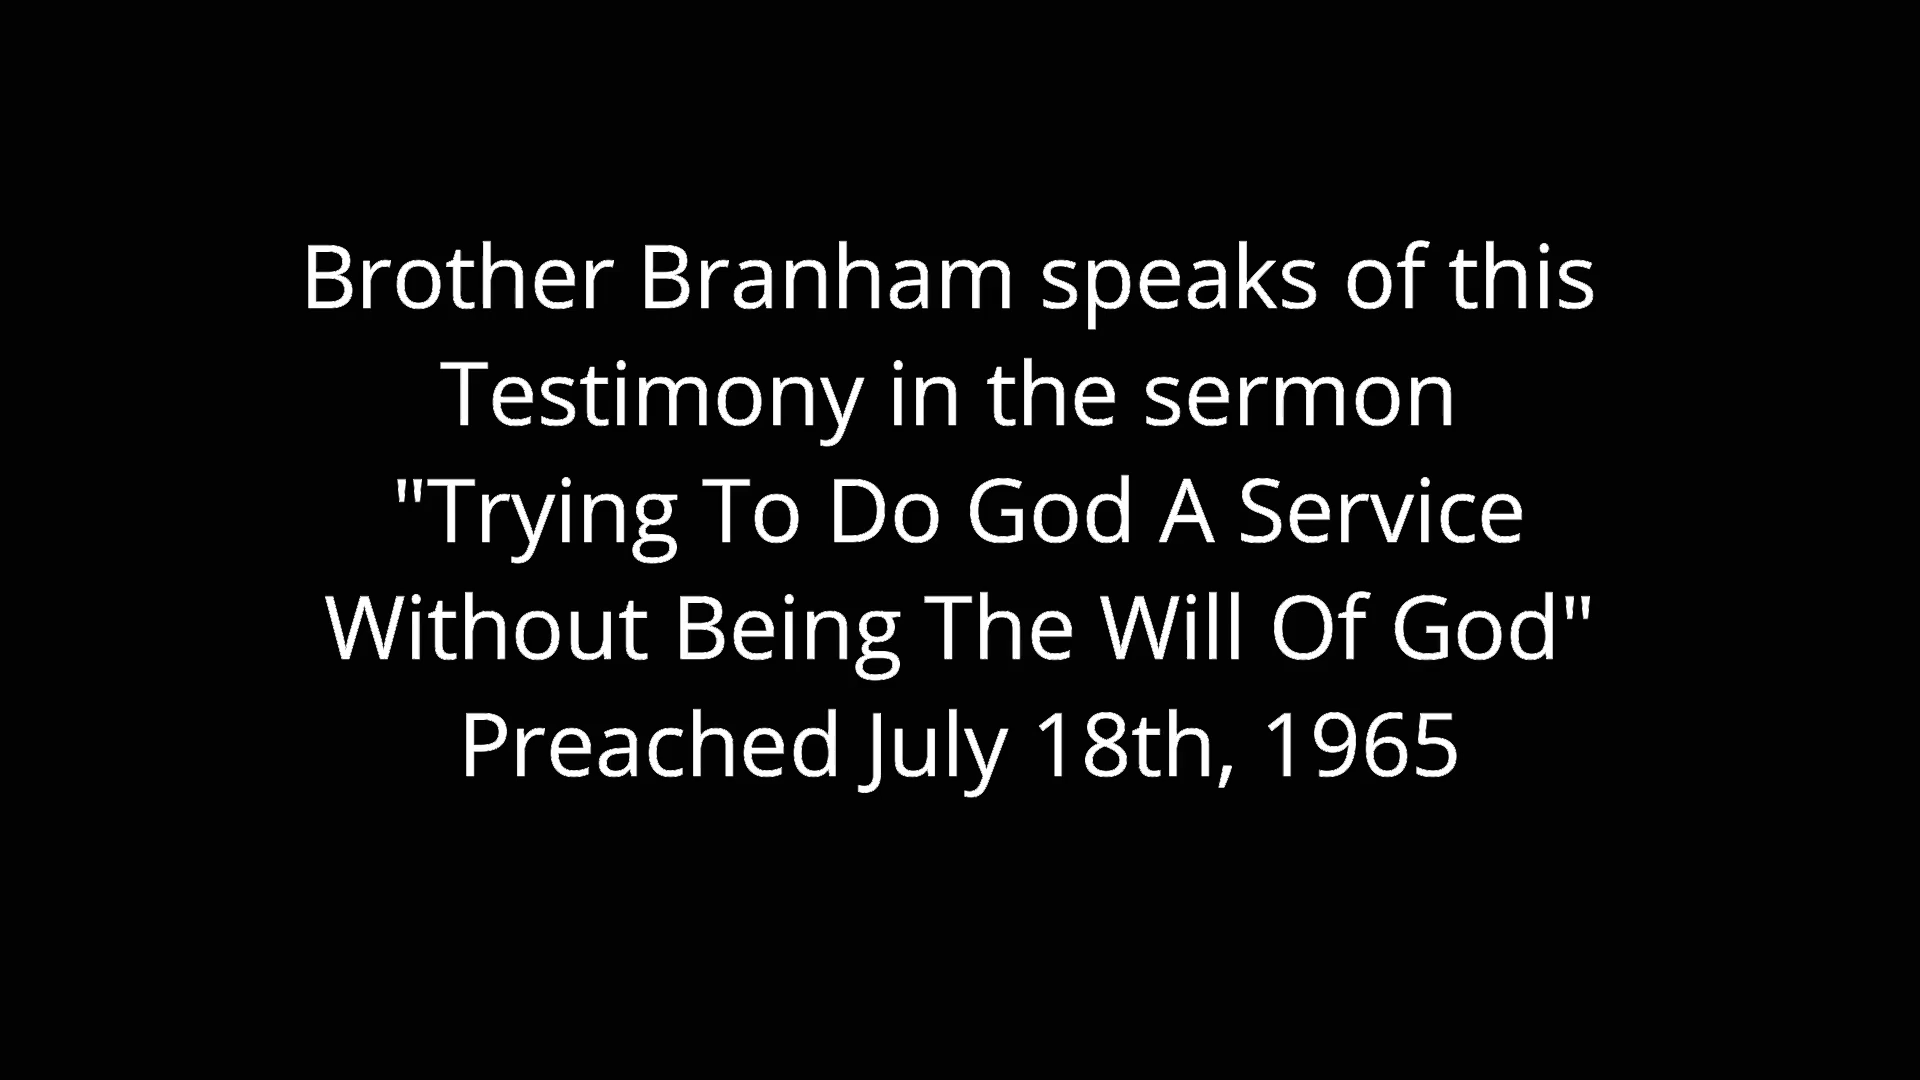 Brother Branham speaks of this
Testimony in the sermon
"Trying To Do God A Service
Without Being The Will Of God"
Preached July 18th, 1965